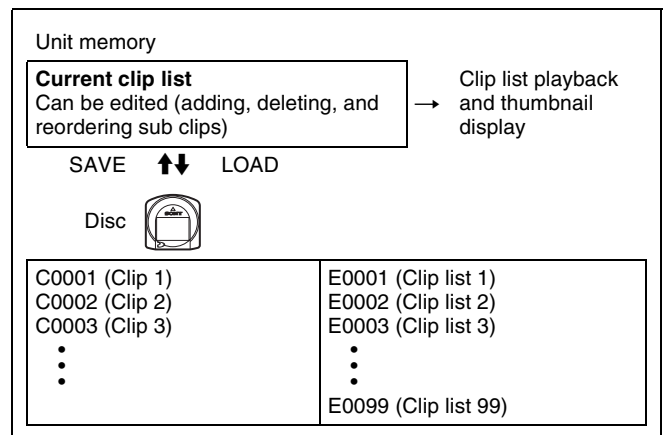 Unit memory
Current clip list
Can be edited (adding, deleting, and
reordering sub clips)
→
Clip list playback
and thumbnail
display
SAVE
LOAD
Disc
SONY
C0001 (Clip 1)
C0002 (Clip 2)
C0003 (Clip 3)
•
•
•
E0001 (Clip list 1)
E0002 (Clip list 2)
E0003 (Clip list 3)
•
•
•
E0099 (Clip list 99)